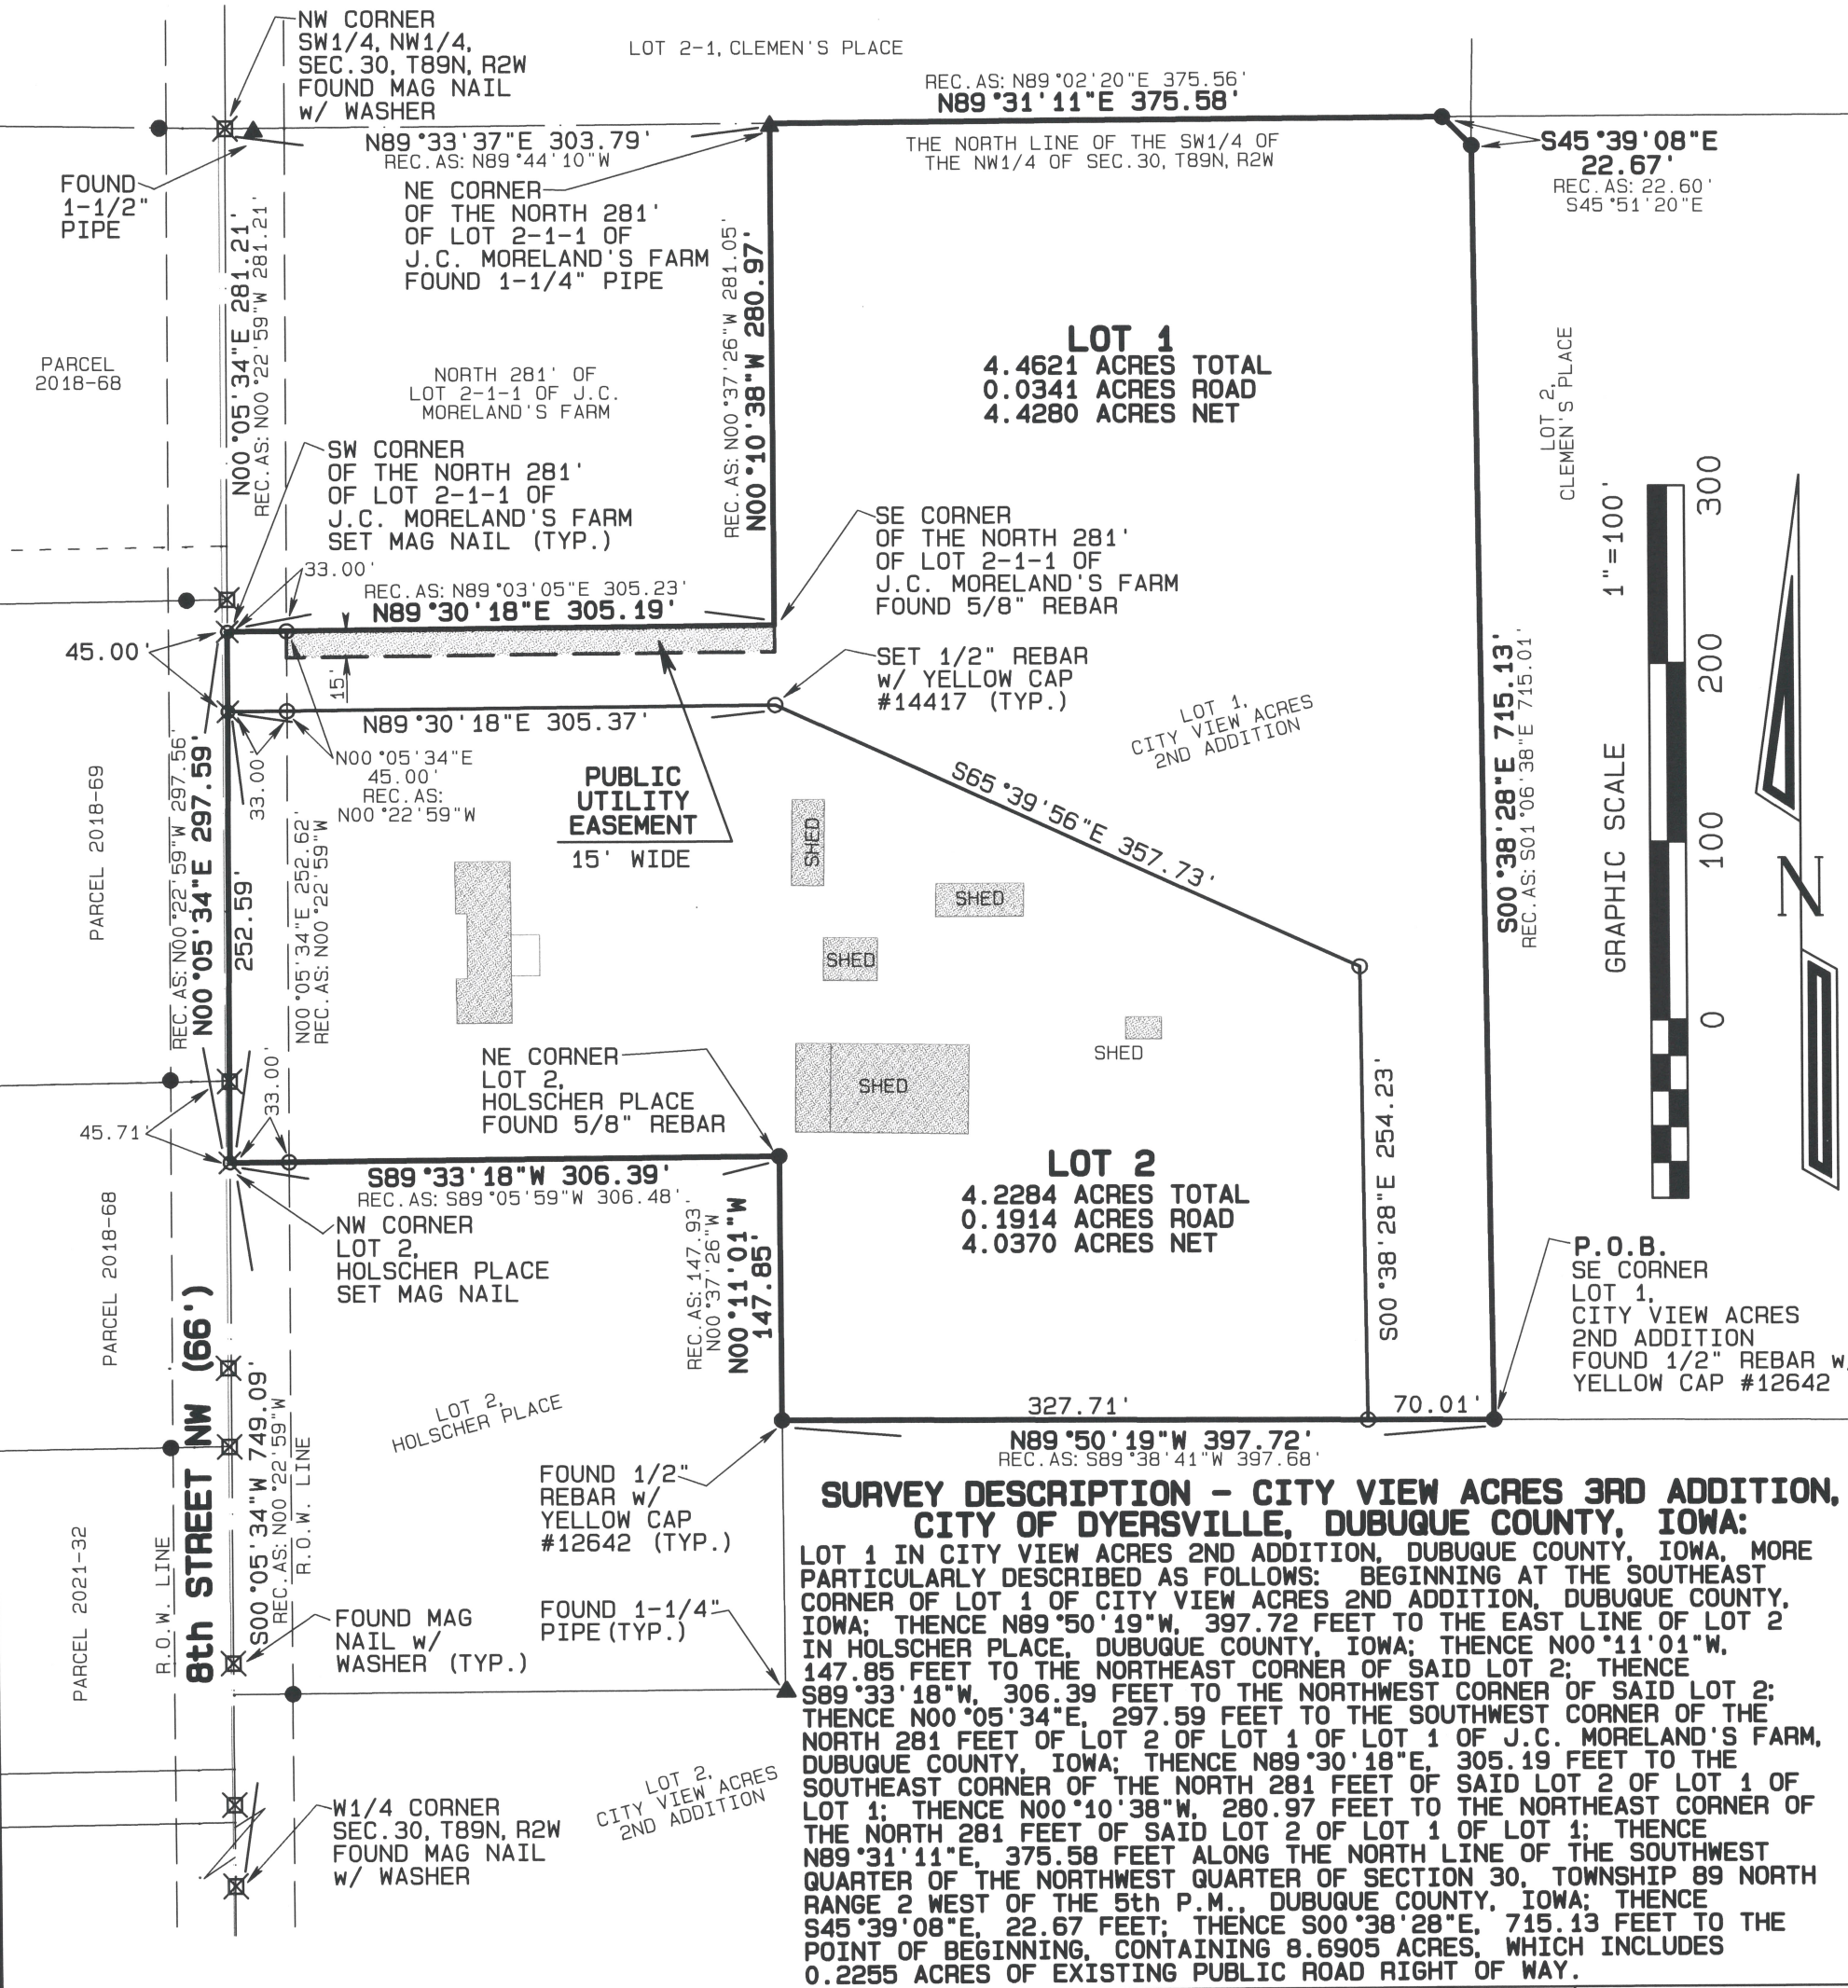 NW CORNER
SW1/4, NW1/4,
SEC.30, T89N, R2W
FOUND MAG NAIL
w/ WASHER
LOT 2-1, CLEMEN'S PLACE
REC.AS: N89°02'20"E 375.56'
N89°31'11"E 375.58'
THE NORTH LINE OF THE SW1/4 OF
THE NW1/4 OF SEC.30, T89N, R2W
S45°39'08"E
22.67'
REC.AS: 22.60'
S45°51'20"E
N89°33'37"E 303.79'
REC.AS: N89°44'10"W
FOUND
1-1/2"
PIPE
NE CORNER
OF THE NORTH 281'
OF LOT 2-1-1 OF
J.C. MORELAND'S FARM
FOUND 1-1/4" PIPE
N00°05'34"E 281.21'
REC.AS: N00°22'59"W 281.21'
REC.AS: N00°37'26"W 281.05'
N00°10'38"W 280.97'
LOT 1
4.4621 ACRES TOTAL
0.0341 ACRES ROAD
4.4280 ACRES NET
PARCEL
2018-68
NORTH 281' OF
LOT 2-1-1 OF J.C.
MORELAND'S FARM
LOT 2,
CLEMEN'S PLACE
SW CORNER
OF THE NORTH 281'
OF LOT 2-1-1 OF
J.C. MORELAND'S FARM
SET MAG NAIL (TYP.)
SE CORNER
OF THE NORTH 281'
OF LOT 2-1-1 OF
J.C. MORELAND'S FARM
FOUND 5/8" REBAR
33.00'
REC.AS: N89°03'05"E 305.23'
N89°30'18"E 305.19'
45.00'
15'
SET 1/2" REBAR
w/ YELLOW CAP
#14417 (TYP.)
LOT 1,
CITY VIEW ACRES
2ND ADDITION
N89°30'18"E 305.37'
33.00'
N00°05'34"E
45.00'
REC.AS:
N00°22'59"W
PUBLIC
UTILITY
EASEMENT
15' WIDE
S65°39'56"E 357.73'
S00°38'28"E 715.13'
REC.AS: S01°06'38"E 715.01'
1"=100'
GRAPHIC SCALE
300
200
100
0
N
PARCEL 2018-69
REC.AS: N00°22'59"W 297.56'
N00°05'34"E 297.59'
252.59'
N00°05'34"E 252.62'
REC.AS: N00°22'59"W
SHED
SHED
SHED
SHED
SHED
NE CORNER
LOT 2,
HOLSCHER PLACE
FOUND 5/8" REBAR
33.00'
45.71'
S89°33'18"W 306.39'
REC.AS: S89°05'59"W 306.48'
NW CORNER
LOT 2,
HOLSCHER PLACE
SET MAG NAIL
REC.AS: 147.93'
N00°37'26"W
N00°11'01"W
147.85'
LOT 2
4.2284 ACRES TOTAL
0.1914 ACRES ROAD
4.0370 ACRES NET
S00°38'28"E 254.23'
P.O.B.
SE CORNER
LOT 1,
CITY VIEW ACRES
2ND ADDITION
FOUND 1/2" REBAR w
YELLOW CAP #12642
PARCEL 2018-68
8th STREET NW (66')
S00°05'34"W 749.09'
REC.AS: N00°22'59"W
R.O.W. LINE
R.O.W. LINE
PARCEL 2021-32
LOT 2,
HOLSCHER PLACE
327.71'
70.01'
N89°50'19"W 397.72'
REC.AS: S89°38'41"W 397.68'
FOUND 1/2"
REBAR w/
YELLOW CAP
#12642 (TYP.)
FOUND MAG
NAIL w/
WASHER (TYP.)
FOUND 1-1/4"
PIPE(TYP.)
LOT 2,
CITY VIEW ACRES
2ND ADDITION
W1/4 CORNER
SEC.30, T89N, R2W
FOUND MAG NAIL
w/ WASHER
SURVEY DESCRIPTION - CITY VIEW ACRES 3RD ADDITION,
CITY OF DYERSVILLE, DUBUQUE COUNTY, IOWA:
LOT 1 IN CITY VIEW ACRES 2ND ADDITION, DUBUQUE COUNTY, IOWA, MORE
PARTICULARLY DESCRIBED AS FOLLOWS: BEGINNING AT THE SOUTHEAST
CORNER OF LOT 1 OF CITY VIEW ACRES 2ND ADDITION, DUBUQUE COUNTY,
IOWA; THENCE N89°50'19"W, 397.72 FEET TO THE EAST LINE OF LOT 2
IN HOLSCHER PLACE, DUBUQUE COUNTY, IOWA; THENCE N00°11'01"W,
147.85 FEET TO THE NORTHEAST CORNER OF SAID LOT 2; THENCE
S89°33'18"W, 306.39 FEET TO THE NORTHWEST CORNER OF SAID LOT 2;
THENCE N00°05'34"E, 297.59 FEET TO THE SOUTHWEST CORNER OF THE
NORTH 281 FEET OF LOT 2 OF LOT 1 OF LOT 1 OF J.C. MORELAND'S FARM,
DUBUQUE COUNTY, IOWA; THENCE N89°30'18"E, 305.19 FEET TO THE
SOUTHEAST CORNER OF THE NORTH 281 FEET OF SAID LOT 2 OF LOT 1 OF
LOT 1; THENCE N00°10'38"W, 280.97 FEET TO THE NORTHEAST CORNER OF
THE NORTH 281 FEET OF SAID LOT 2 OF LOT 1 OF LOT 1; THENCE
N89°31'11"E, 375.58 FEET ALONG THE NORTH LINE OF THE SOUTHWEST
QUARTER OF THE NORTHWEST QUARTER OF SECTION 30, TOWNSHIP 89 NORTH
RANGE 2 WEST OF THE 5th P.M., DUBUQUE COUNTY, IOWA; THENCE
S45°39'08"E, 22.67 FEET; THENCE S00°38'28"E, 715.13 FEET TO THE
POINT OF BEGINNING, CONTAINING 8.6905 ACRES, WHICH INCLUDES
0.2255 ACRES OF EXISTING PUBLIC ROAD RIGHT OF WAY.